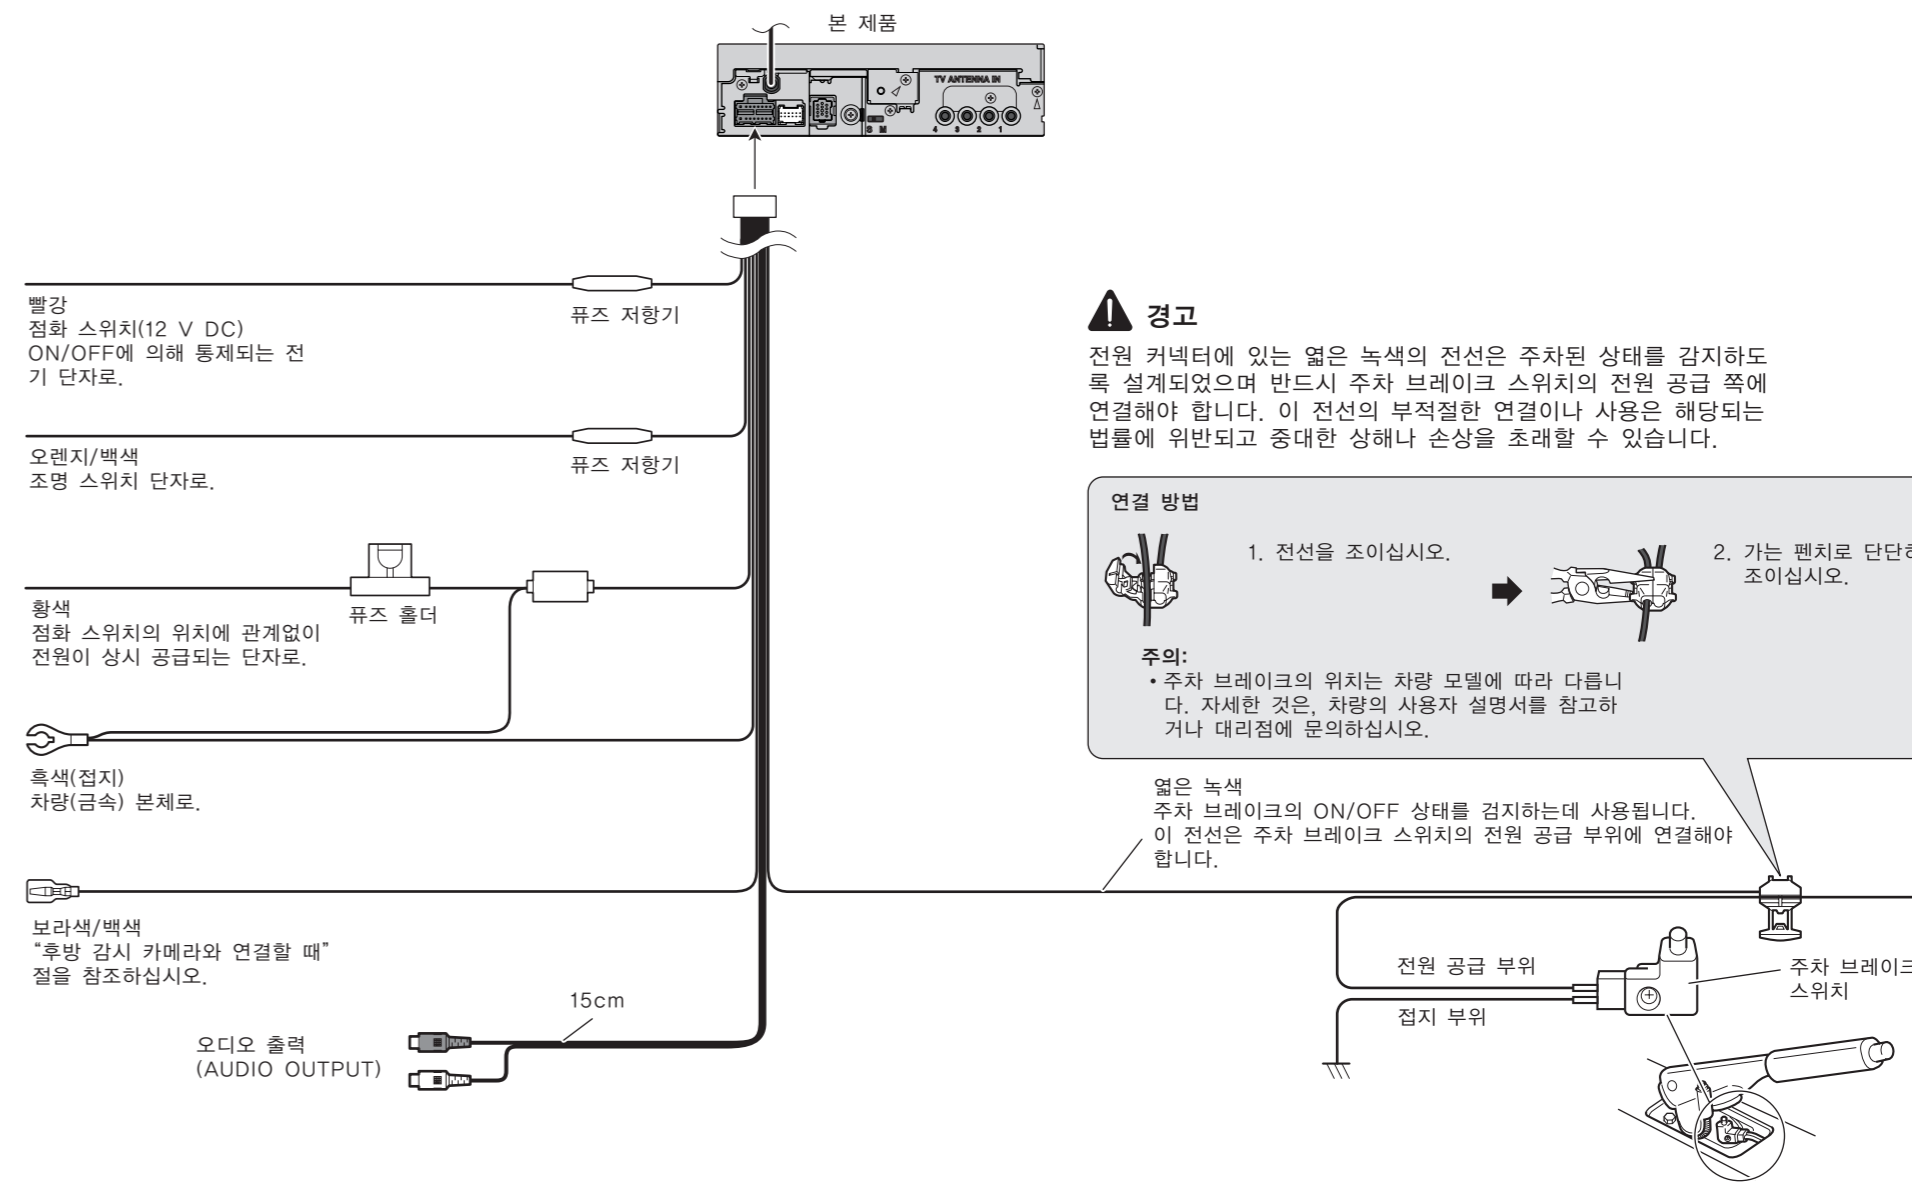 본 제품
TV ANTENNA IN
S M
4 3 2 1
빨강
점화 스위치(12 V DC)
ON/OFF에 의해 통제되는 전
기 단자로.
퓨즈 저항기
오렌지/백색
조명 스위치 단자로.
퓨즈 저항기
황색
점화 스위치의 위치에 관계없이
전원이 상시 공급되는 단자로.
퓨즈 홀더
흑색(접지)
차량(금속) 본체로.
보라색/백색
“후방 감시 카메라와 연결할 때”
절을 참조하십시오.
15cm
오디오 출력
(AUDIO OUTPUT)
경고
전원 커넥터에 있는 엷은 녹색의 전선은 주차된 상태를 감지하도
록 설계되었으며 반드시 주차 브레이크 스위치의 전원 공급 쪽에
연결해야 합니다. 이 전선의 부적절한 연결이나 사용은 해당되는
법률에 위반되고 중대한 상해나 손상을 초래할 수 있습니다.
연결 방법
1. 전선을 조이십시오.
2. 가는 펜치로 단단히
조이십시오.
주의:
• 주차 브레이크의 위치는 차량 모델에 따라 다릅니
다. 자세한 것은, 차량의 사용자 설명서를 참고하
거나 대리점에 문의하십시오.
엷은 녹색
주차 브레이크의 ON/OFF 상태를 검지하는데 사용됩니다.
이 전선은 주차 브레이크 스위치의 전원 공급 부위에 연결해야
합니다.
전원 공급 부위
접지 부위
주차 브레이크
스위치